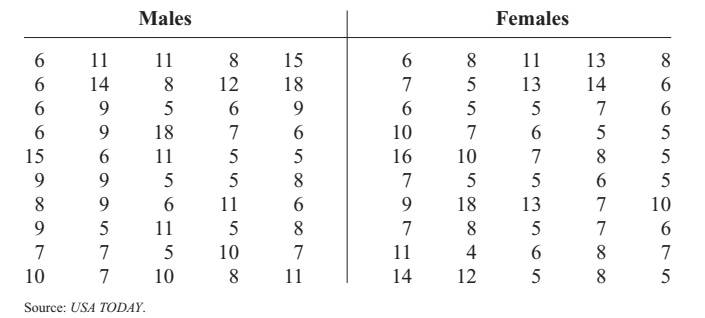 Males Females
6 11 11 8 15 6 8 11 13 8
6 14 8 12 18 7 5 13 14 6
6 9 5 6 9 6 5 5 7 6
6 9 18 7 6 10 7 6 5 5
15 6 11 5 5 16 10 7 8 5
9 9 5 5 8 7 5 5 6 5
8 9 6 11 6 9 18 13 7 10
9 5 11 5 8 7 8 5 7 6
7 7 5 10 7 11 4 6 8 7
10 7 10 8 11 14 12 5 8 5
Source: USA TODAY.